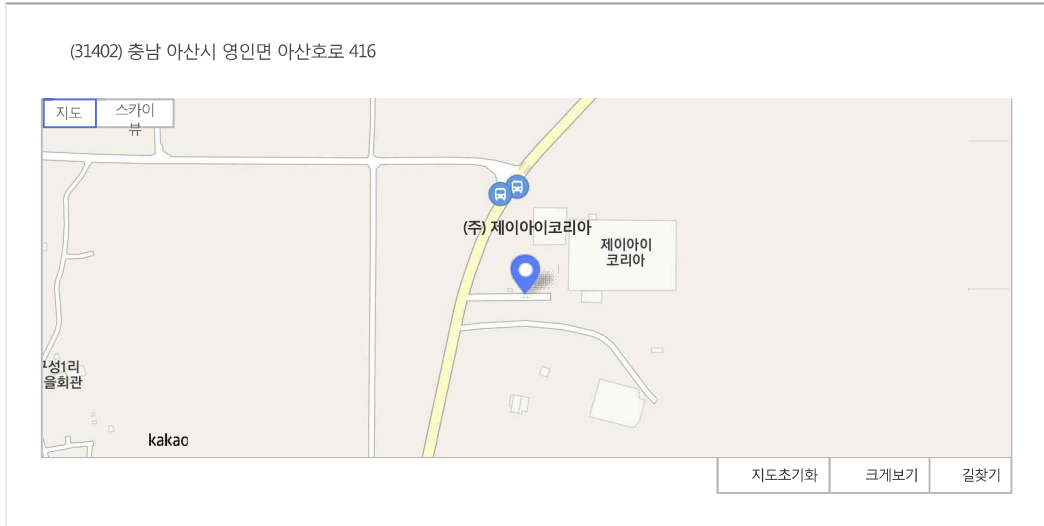 (31402) 충남 아산시 영인면 아산호로 416
지도
스카이
뷰
(주) 제이아이코리아
제이아이
코리아
성1리
을회관
kakao
지도초기화
크게보기
길찾기